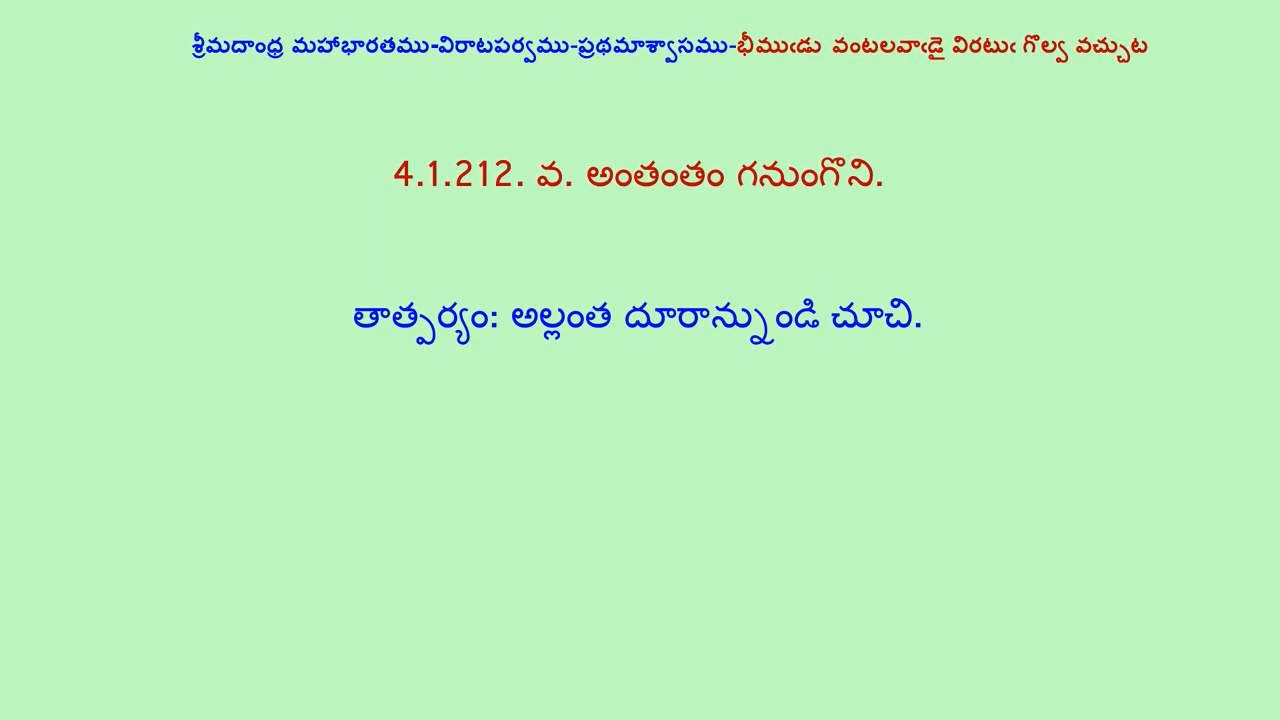 శ్రీమదాంధ్ర మహాభారతము-విరాటపర్వము-ప్రథమాశ్వాసము-భీముఁడు వంటలవాఁడై విరటుఁ గొల్వ వచ్చుట
4.1.212. వ. అంతంతం గనుంగొని.
తాత్పర్యం: అల్లంత దూరాన్నుండి చూచి.